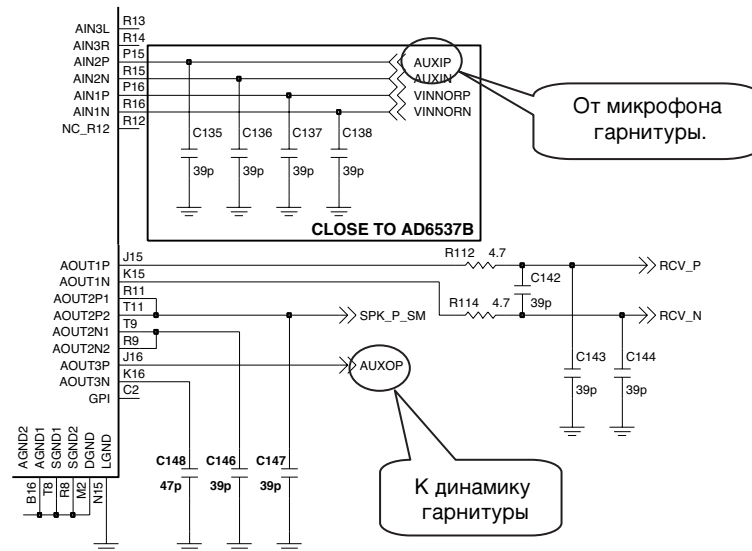 AIN3L R13
AIN3R R14
AIN2P P15 AUXIP
AIN2N R15 AUXIN
AIN1P P16 VINNORP
AIN1N R16 VINNORN
NC_R12 R12
От микрофона
гарнитуры.
C135 C136 C137 C138
39p 39p 39p 39p
CLOSE TO AD6537B
AOUT1P J15 R112 4.7 RCV_P
AOUT1N K15
C142
39p
AOUT2P1 R11
R114 4.7 RCV_N
AOUT2P2 T11 SPK_P_SM
AOUT2N1 T9
AOUT2N2 R9
AOUT3P J16 AUXOP
AOUT3N K16
GPI C2
C143 C144
39p 39p
AGND2
AGND1
SGND1
SGND2
DGND
LGND
B16
T8
R8
M2
N15
C148 C146 C147
47p 39p 39p
К динамику
гарнитуры